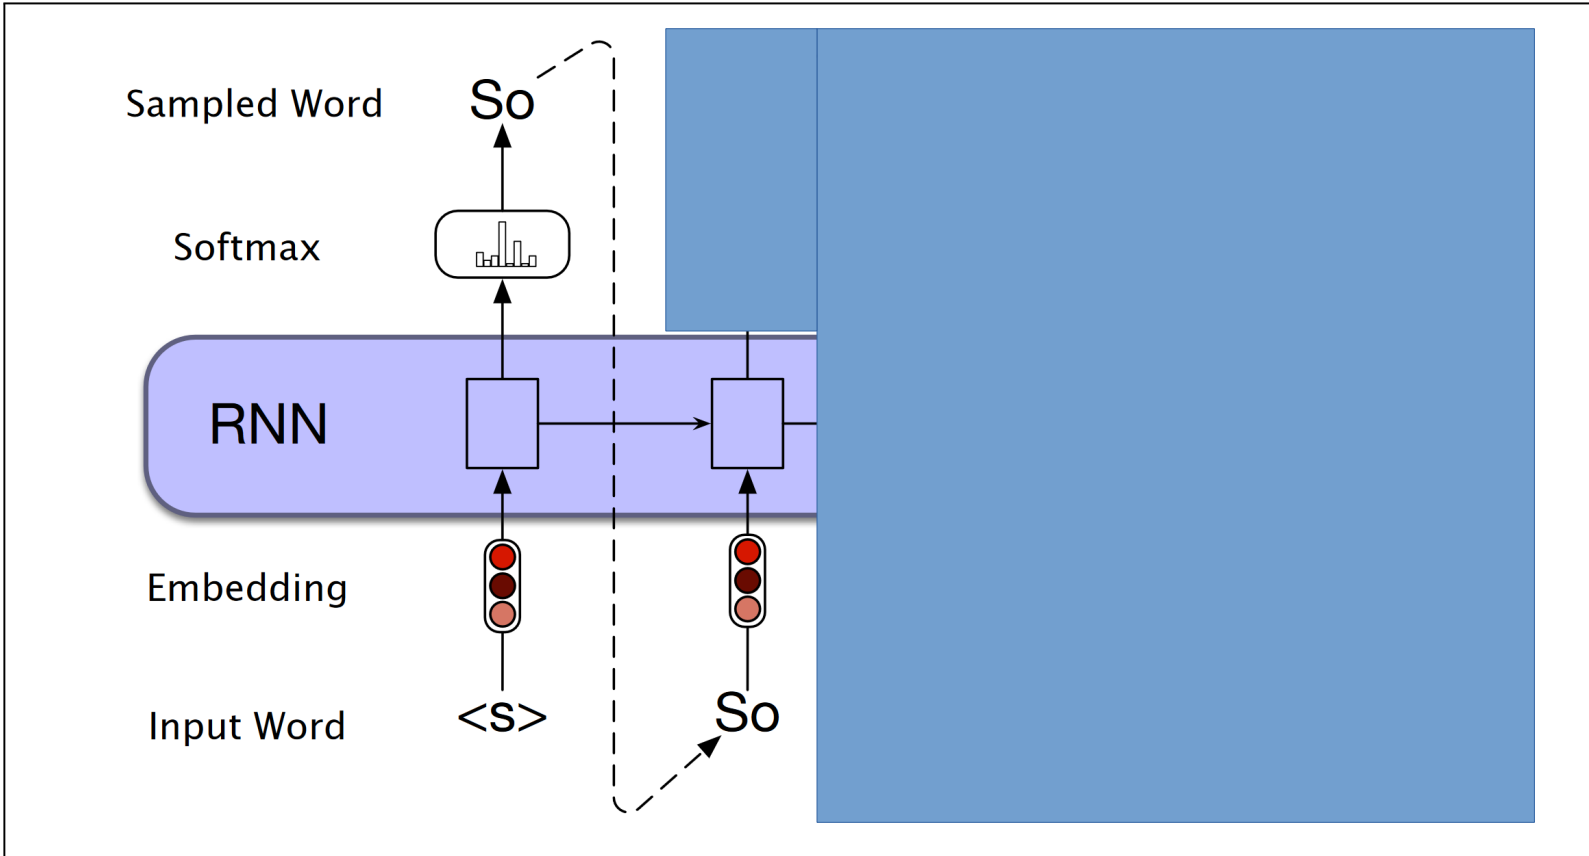 Sampled Word So
Softmax
RNN
Embedding
Input Word <s> So